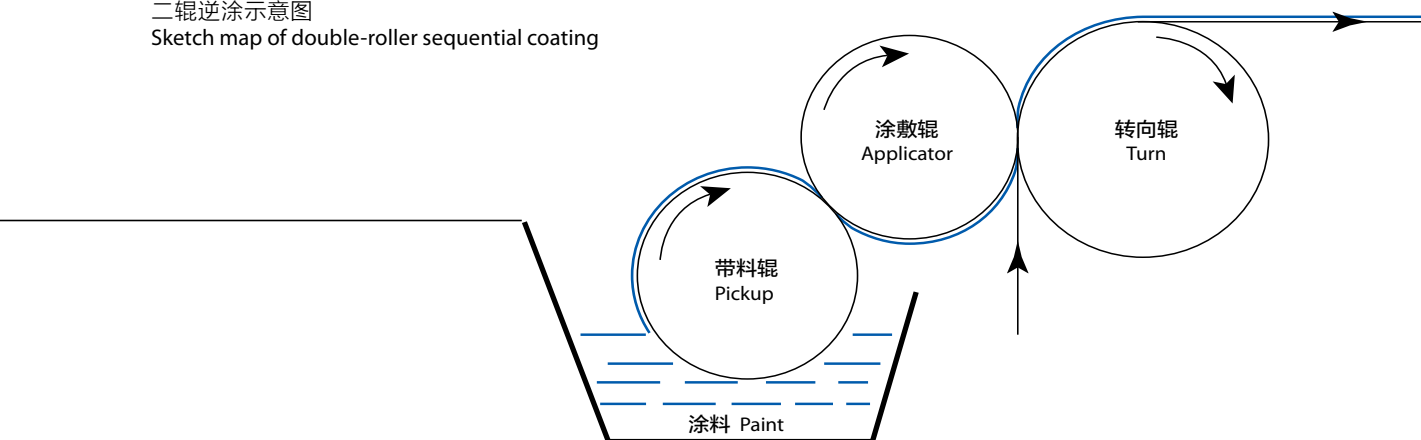 二辊逆涂示意图
Sketch map of double-roller sequential coating
涂敷辊
Applicator
转向辊
Turn
带料辊
Pickup
涂料 Paint